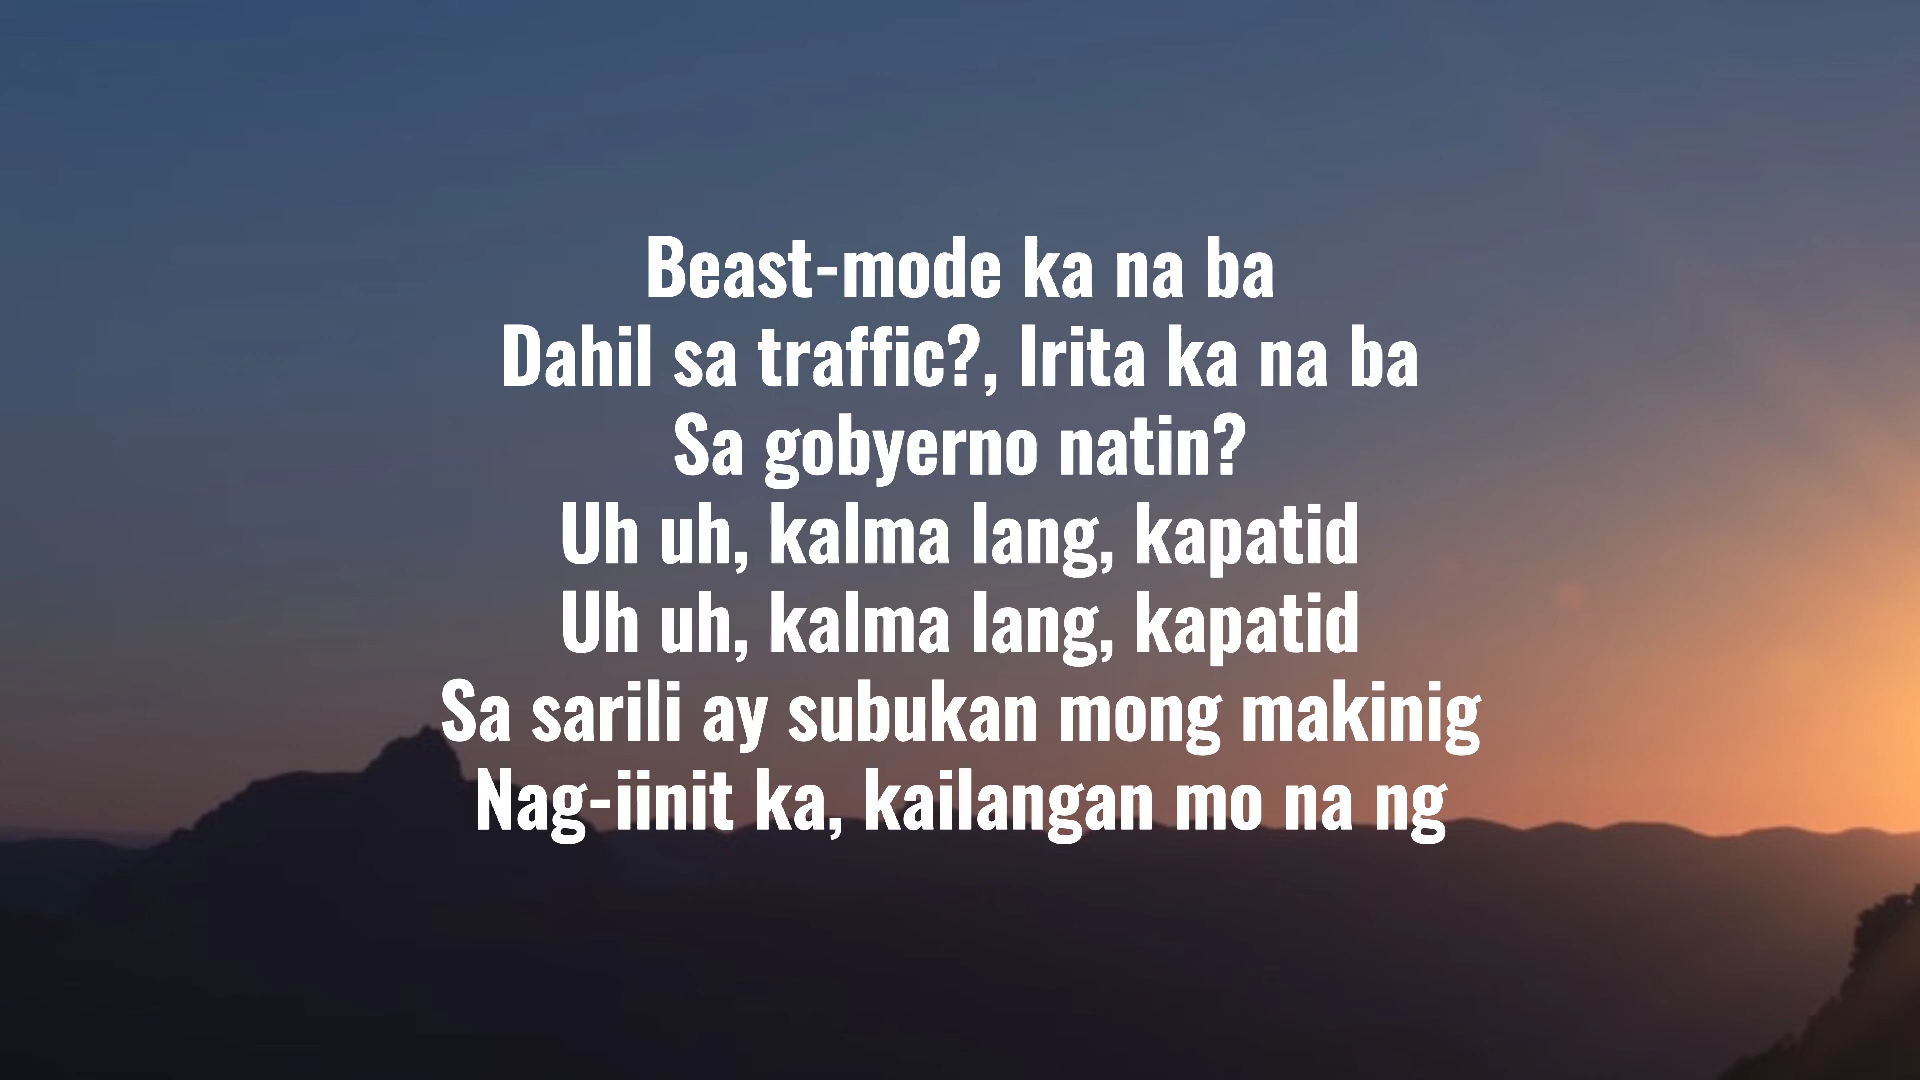 Beast-mode ka na ba
Dahil sa traffic?, Irita ka na ba
Sa gobyerno natin?
Uh uh, kalma lang, kapatid
Uh uh, kalma lang, kapatid
Sa sarili ay subukan mong makinig
Nag-iinit ka, kailangan mo na ng